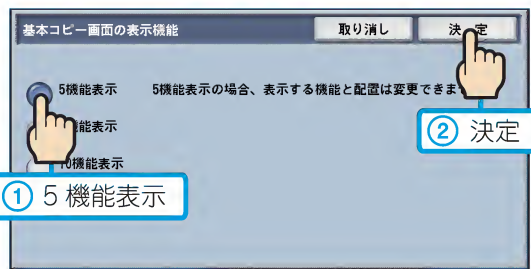 基本コピー画面の表示機能
取り消し
決 定
5機能表示
5機能表示の場合、表示する機能と配置は変更できま
② 決定
機能表示
10機能表示
① 5機能表示